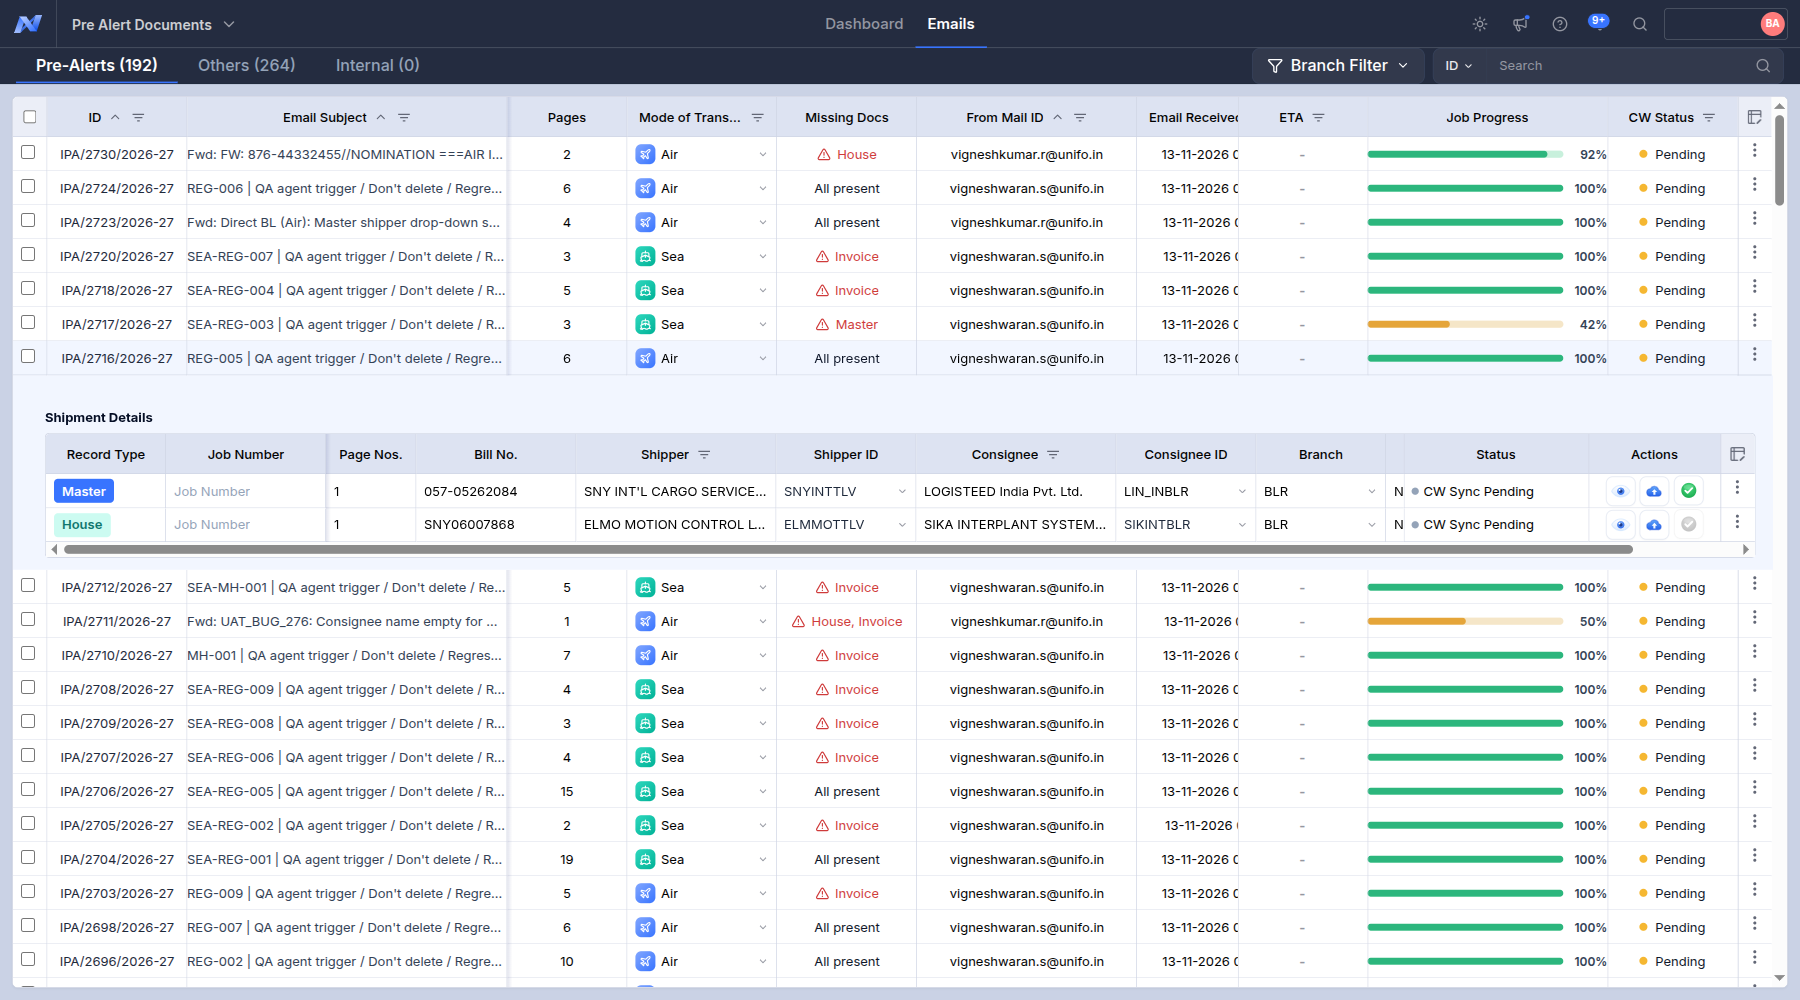 Pre Alert Documents
Dashboard
Emails
9+
BA
Pre-Alerts (192)
Others (264)
Internal (0)
Branch Filter
ID
Search
ID Email Subject Pages Mode of Trans... Missing Docs From Mail ID Email Received ETA Job Progress CW Status
IPA/2730/2026-27 Fwd: FW: 876-44332455//NOMINATION ===AIR I... 2 Air House vigneshkumar.r@unifo.in 13-11-2026 0 - 92% Pending
IPA/2724/2026-27 REG-006 | QA agent trigger / Don't delete / Regre... 6 Air All present vigneshwaran.s@unifo.in 13-11-2026 0 - 100% Pending
IPA/2723/2026-27 Fwd: Direct BL (Air): Master shipper drop-down s... 4 Air All present vigneshkumar.r@unifo.in 13-11-2026 0 - 100% Pending
IPA/2720/2026-27 SEA-REG-007 | QA agent trigger / Don't delete / R... 3 Sea Invoice vigneshwaran.s@unifo.in 13-11-2026 0 - 100% Pending
IPA/2718/2026-27 SEA-REG-004 | QA agent trigger / Don't delete / R... 5 Sea Invoice vigneshwaran.s@unifo.in 13-11-2026 0 - 100% Pending
IPA/2717/2026-27 SEA-REG-003 | QA agent trigger / Don't delete / R... 3 Sea Master vigneshwaran.s@unifo.in 13-11-2026 0 - 42% Pending
IPA/2716/2026-27 REG-005 | QA agent trigger / Don't delete / Regre... 6 Air All present vigneshwaran.s@unifo.in 13-11-2026 0 - 100% Pending
Shipment Details
Record Type Job Number Page Nos. Bill No. Shipper Shipper ID Consignee Consignee ID Branch Status Actions
Master Job Number 1 057-05262084 SNY INT'L CARGO SERVICE... SNYINTTLV LOGISTEED India Pvt. Ltd. LIN_INBLR BLR N CW Sync Pending
House Job Number 1 SNY06007868 ELMO MOTION CONTROL L... ELMMOTTLV SIKA INTERPLANT SYSTEM... SIKINTBLR BLR N CW Sync Pending
IPA/2712/2026-27 SEA-MH-001 | QA agent trigger / Don't delete / Re... 5 Sea Invoice vigneshwaran.s@unifo.in 13-11-2026 0 - 100% Pending
IPA/2711/2026-27 Fwd: UAT_BUG_276: Consignee name empty for ... 1 Air House, Invoice vigneshkumar.r@unifo.in 13-11-2026 0 - 50% Pending
IPA/2710/2026-27 MH-001 | QA agent trigger / Don't delete / Regres... 7 Air Invoice vigneshwaran.s@unifo.in 13-11-2026 0 - 100% Pending
IPA/2708/2026-27 SEA-REG-009 | QA agent trigger / Don't delete / R... 4 Sea Invoice vigneshwaran.s@unifo.in 13-11-2026 0 - 100% Pending
IPA/2709/2026-27 SEA-REG-008 | QA agent trigger / Don't delete / R... 3 Sea Invoice vigneshwaran.s@unifo.in 13-11-2026 0 - 100% Pending
IPA/2707/2026-27 SEA-REG-006 | QA agent trigger / Don't delete / R... 4 Sea Invoice vigneshwaran.s@unifo.in 13-11-2026 0 - 100% Pending
IPA/2706/2026-27 SEA-REG-005 | QA agent trigger / Don't delete / R... 15 Sea All present vigneshwaran.s@unifo.in 13-11-2026 0 - 100% Pending
IPA/2705/2026-27 SEA-REG-002 | QA agent trigger / Don't delete / R... 2 Sea Invoice vigneshwaran.s@unifo.in 13-11-2026 - 100% Pending
IPA/2704/2026-27 SEA-REG-001 | QA agent trigger / Don't delete / R... 19 Sea All present vigneshwaran.s@unifo.in 13-11-2026 0 - 100% Pending
IPA/2703/2026-27 REG-009 | QA agent trigger / Don't delete / Regre... 5 Air Invoice vigneshwaran.s@unifo.in 13-11-2026 0 - 100% Pending
IPA/2698/2026-27 REG-007 | QA agent trigger / Don't delete / Regre... 6 Air All present vigneshwaran.s@unifo.in 13-11-2026 0 - 100% Pending
IPA/2696/2026-27 REG-002 | QA agent trigger / Don't delete / Regre... 10 Air All present vigneshwaran.s@unifo.in 13-11-2026 0 - 100% Pending